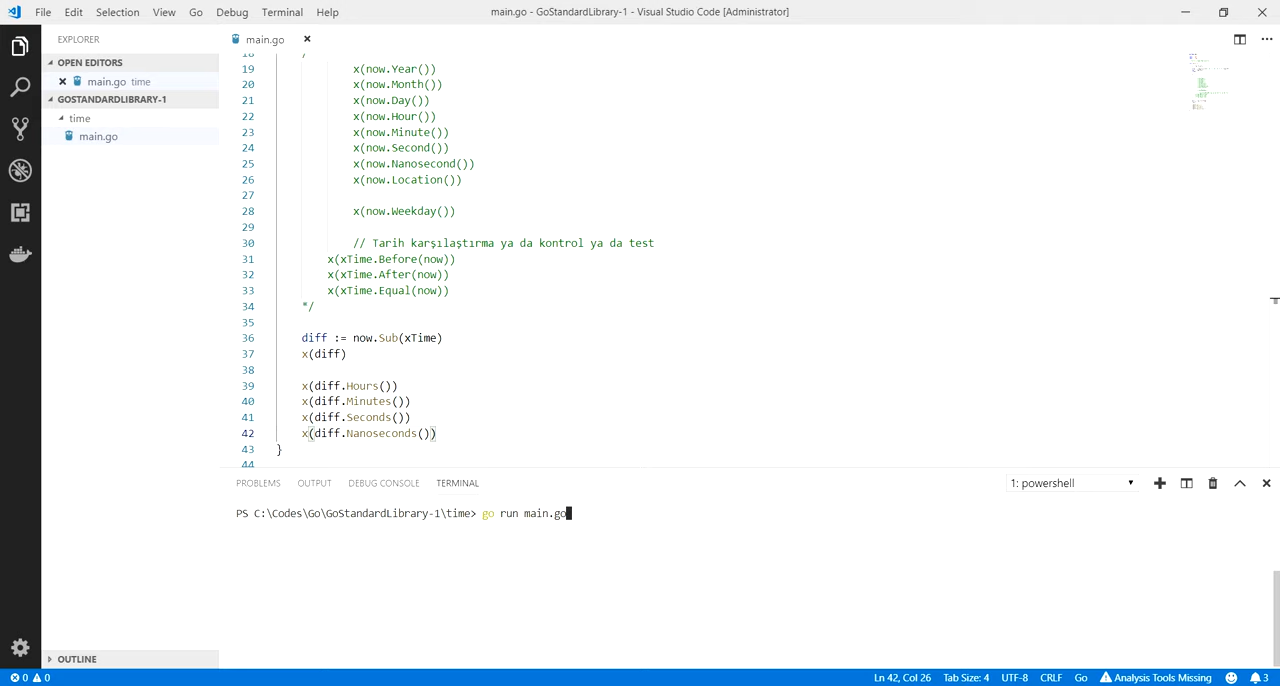 File Edit Selection View Go Debug Terminal Help
main.go - GoStandardLibrary-1 - Visual Studio Code [Administrator]
EXPLORER
OPEN EDITORS
main.go time
GOSTANDARDLIBRARY-1
time
main.go
OUTLINE
main.go
18 /
19 x(now.Year())
20 x(now.Month())
21 x(now.Day())
22 x(now.Hour())
23 x(now.Minute())
24 x(now.Second())
25 x(now.Nanosecond())
26 x(now.Location())
27
28 x(now.Weekday())
29
30 // Tarih karşılaştırma ya da kontrol ya da test
31 x(xTime.Before(now))
32 x(xTime.After(now))
33 x(xTime.Equal(now))
34 */
35
36 diff := now.Sub(xTime)
37 x(diff)
38
39 x(diff.Hours())
40 x(diff.Minutes())
41 x(diff.Seconds())
42 x(diff.Nanoseconds())
43 }
44
PROBLEMS OUTPUT DEBUG CONSOLE TERMINAL
1: powershell
PS C:\Codes\Go\GoStandardLibrary-1\time> go run main.go
0 0
Ln 42, Col 26 Tab Size: 4 UTF-8 CRLF Go Analysis Tools Missing 3